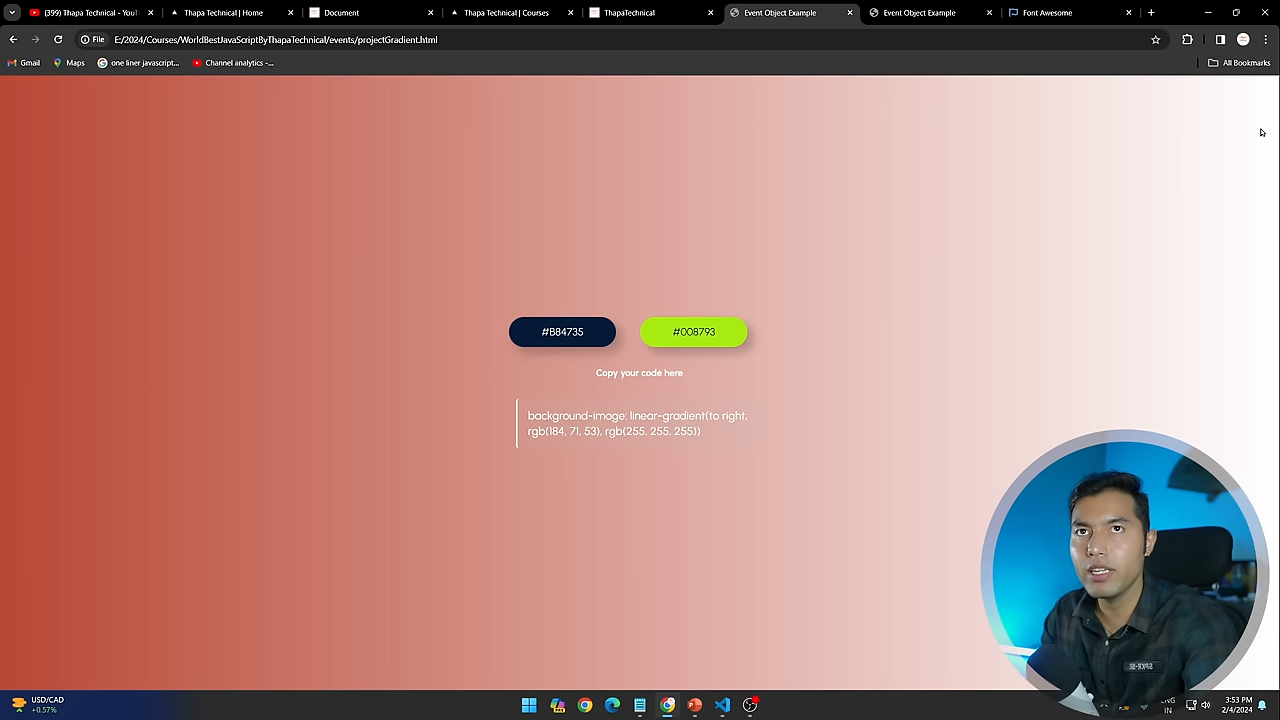 (399) Thapa Technical - YouT
Thapa Technical | Home
Document
Thapa Technical | Courses
ThapaTechnical
Event Object Example
Event Object Example
Font Awesome
File
E:/2024/Courses/WorldBestJavaScriptByThapaTechnical/events/projectGradient.html
Gmail
Maps
one liner javascript...
Channel analytics -...
All Bookmarks
#B84735
#008793
Copy your code here
background-image: linear-gradient(to right,
rgb(184, 71, 53), rgb(255, 255, 255))
USD/CAD
+0.57%
ENG
IN
3:53 PM
2/4/2024